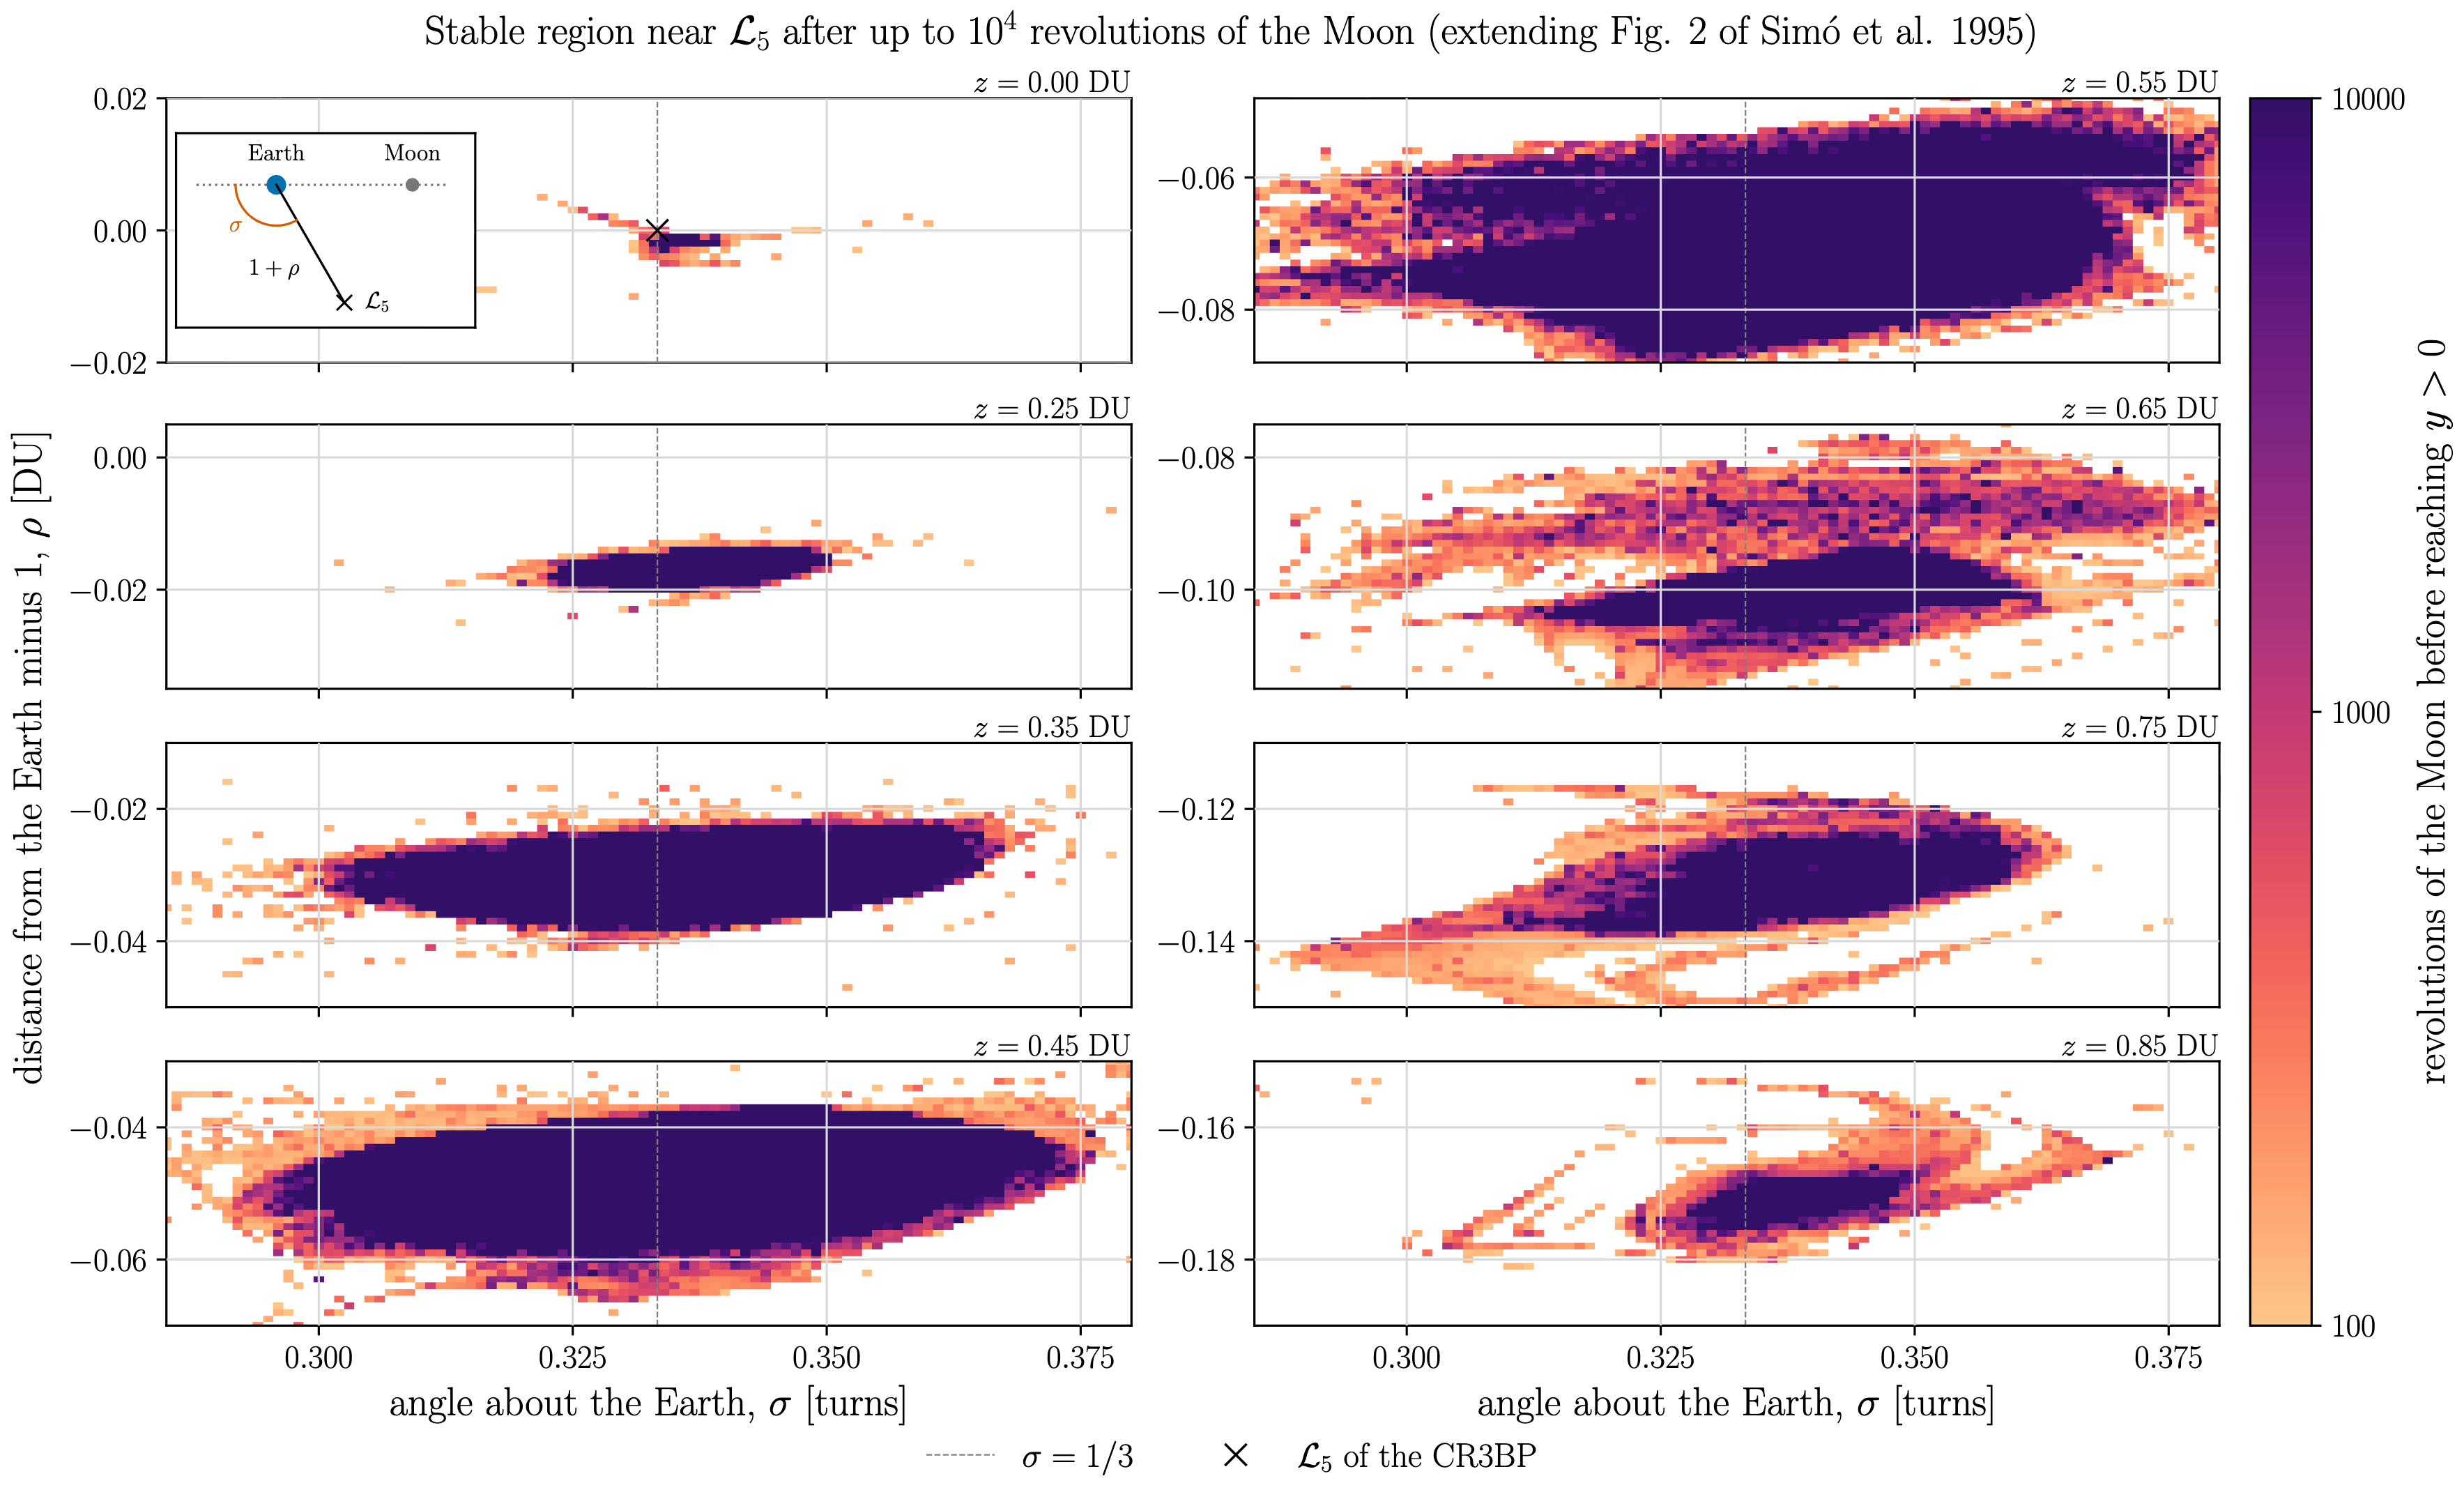 Stable region near 𝓛₅ after up to 10⁴ revolutions of the Moon (extending Fig. 2 of Simó et al. 1995)
z = 0.00 DU
0.02
0.00
−0.02
Earth
Moon
σ
1 + ρ
𝓛₅
z = 0.55 DU
−0.06
−0.08
z = 0.25 DU
0.00
−0.02
z = 0.65 DU
−0.08
−0.10
z = 0.35 DU
−0.02
−0.04
z = 0.75 DU
−0.12
−0.14
z = 0.45 DU
−0.04
−0.06
z = 0.85 DU
−0.16
−0.18
distance from the Earth minus 1, ρ [DU]
0.300 0.325 0.350 0.375
angle about the Earth, σ [turns]
0.300 0.325 0.350 0.375
angle about the Earth, σ [turns]
10000
1000
100
revolutions of the Moon before reaching y > 0
σ = 1/3
𝓛₅ of the CR3BP